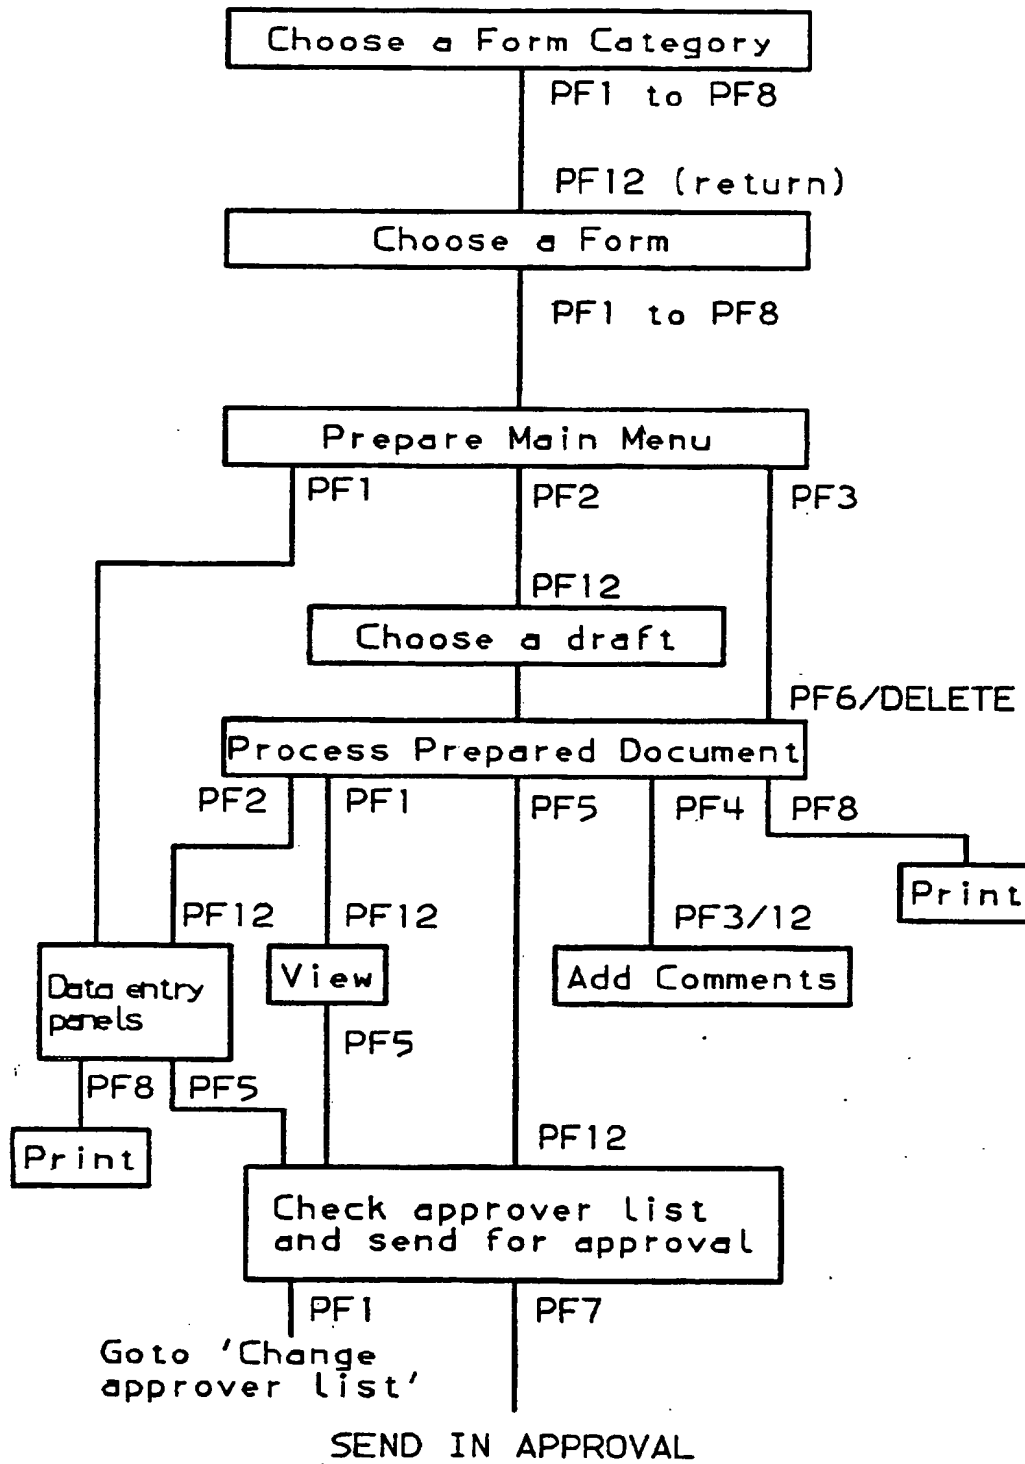 Choose a Form Category
PF1 to PF8
PF12 (return)
Choose a Form
PF1 to PF8
Prepare Main Menu
PF1 PF2 PF3
PF12
Choose a draft
PF6/DELETE
Process Prepared Document
PF2 PF1 PF5 PF4 PF8
Print
PF12 PF12 PF3/12
Data entry
panels
View
Add Comments
PF5
PF8 PF5
Print
PF12
Check approver list
and send for approval
PF1 PF7
Goto 'Change
approver list'
SEND IN APPROVAL